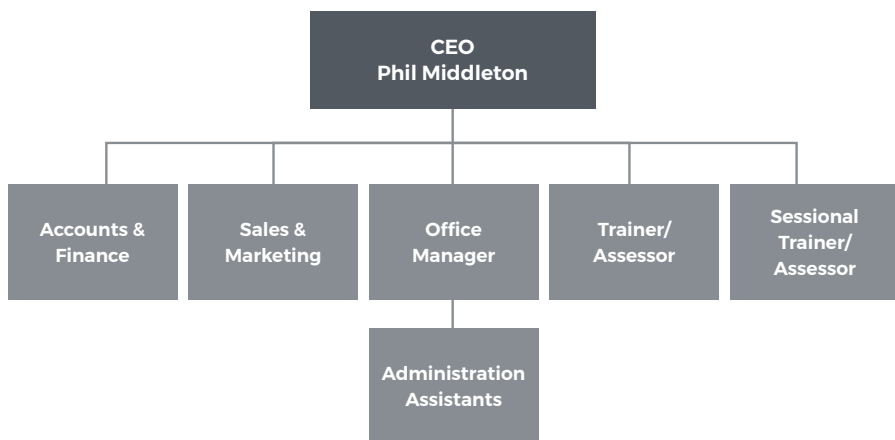 CEO
Phil Middleton
Accounts &
Finance
Sales &
Marketing
Office
Manager
Trainer/
Assessor
Sessional
Trainer/
Assessor
Administration
Assistants